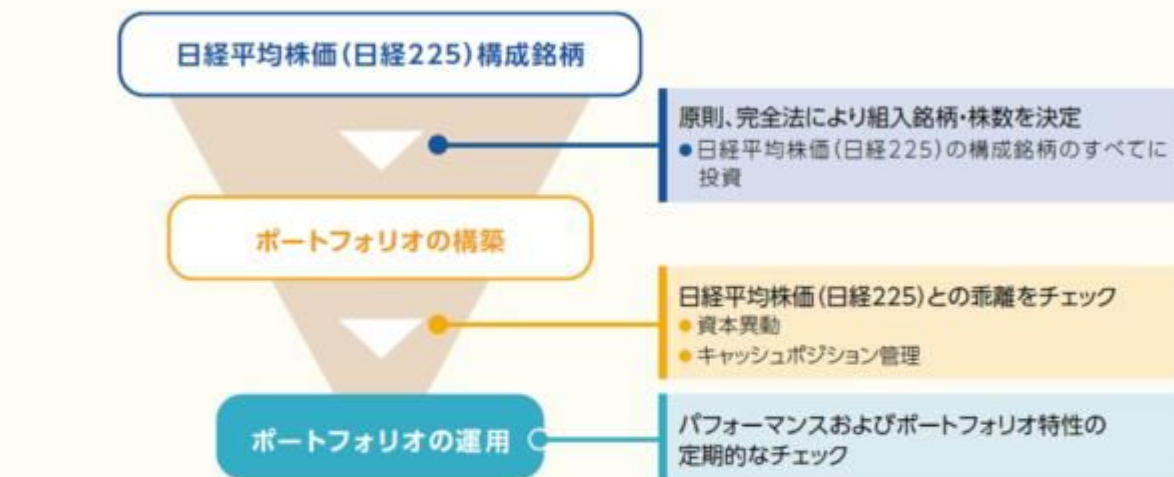 日経平均株価(日経225)構成銘柄
原則、完全法により組入銘柄・株数を決定
●日経平均株価(日経225)の構成銘柄のすべてに
投資
ポートフォリオの構築
日経平均株価(日経225)との乖離をチェック
●資本異動
●キャッシュポジション管理
ポートフォリオの運用
パフォーマンスおよびポートフォリオ特性の
定期的なチェック